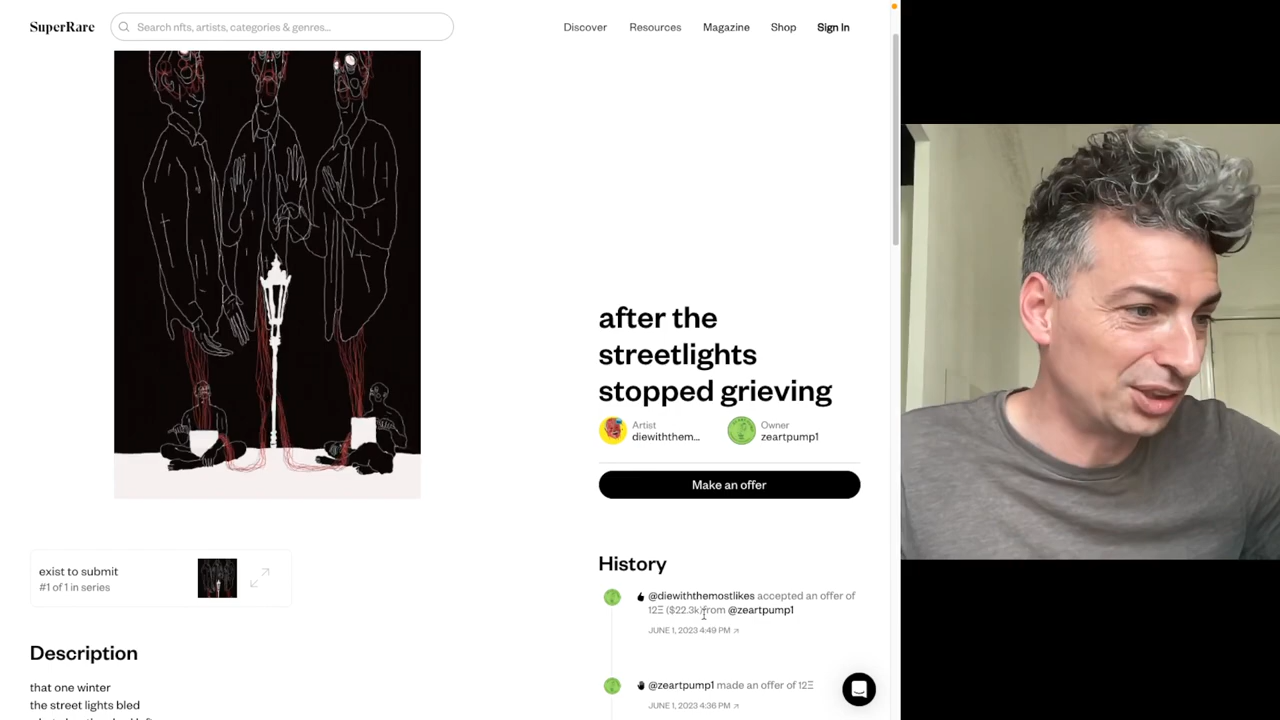 SuperRare
Search nfts, artists, categories & genres...
Discover
Resources
Magazine
Shop
Sign In
after the
streetlights
stopped grieving
Artist
diewiththem...
Owner
zeartpump1
Make an offer
exist to submit
#1 of 1 in series
History
@diewiththemostlikes accepted an offer of
12Ξ ($22.3k) from @zeartpump1
JUNE 1, 2023 4:49 PM
@zeartpump1 made an offer of 12Ξ
JUNE 1, 2023 4:36 PM
Description
that one winter
the street lights bled